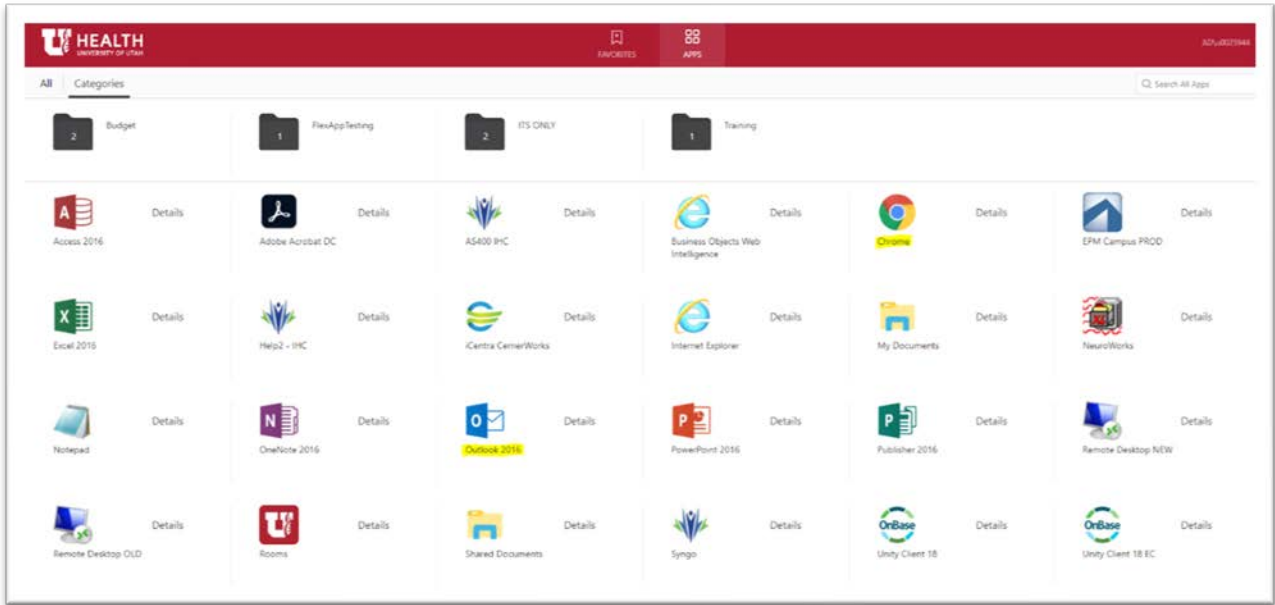 HEALTH
UNIVERSITY OF UTAH
FAVORITES
APPS
All
Categories
Search All Apps
2
Budget
1
FlexAppTesting
2
ITS ONLY
1
Training
Details
Access 2016
Details
Adobe Acrobat DC
Details
AS400 IHC
Details
Business Objects Web
Intelligence
Details
Chrome
Details
EPM Campus PROD
Details
Excel 2016
Details
Help2 - IHC
Details
iCentra CernerWorks
Details
Internet Explorer
Details
My Documents
Details
NeuroWorks
Details
Notepad
Details
OneNote 2016
Details
Outlook 2016
Details
PowerPoint 2016
Details
Publisher 2016
Details
Remote Desktop NEW
Details
Remote Desktop OLD
Details
Rooms
Details
Shared Documents
Details
Syngo
OnBase
Details
Unity Client 18
OnBase
Details
Unity Client 18 EC